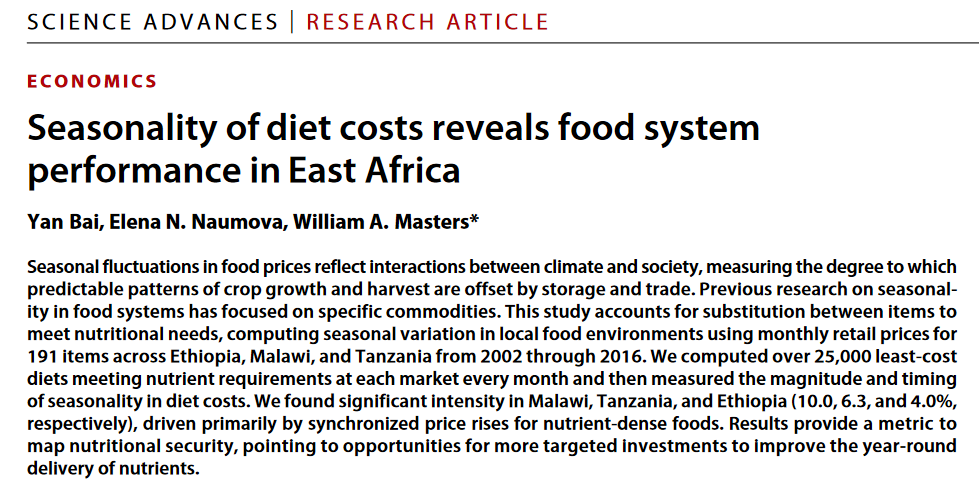 SCIENCE ADVANCES | RESEARCH ARTICLE
ECONOMICS
Seasonality of diet costs reveals food system
performance in East Africa
Yan Bai, Elena N. Naumova, William A. Masters*
Seasonal fluctuations in food prices reflect interactions between climate and society, measuring the degree to which
predictable patterns of crop growth and harvest are offset by storage and trade. Previous research on seasonal-
ity in food systems has focused on specific commodities. This study accounts for substitution between items to
meet nutritional needs, computing seasonal variation in local food environments using monthly retail prices for
191 items across Ethiopia, Malawi, and Tanzania from 2002 through 2016. We computed over 25,000 least-cost
diets meeting nutrient requirements at each market every month and then measured the magnitude and timing
of seasonality in diet costs. We found significant intensity in Malawi, Tanzania, and Ethiopia (10.0, 6.3, and 4.0%,
respectively), driven primarily by synchronized price rises for nutrient-dense foods. Results provide a metric to
map nutritional security, pointing to opportunities for more targeted investments to improve the year-round
delivery of nutrients.